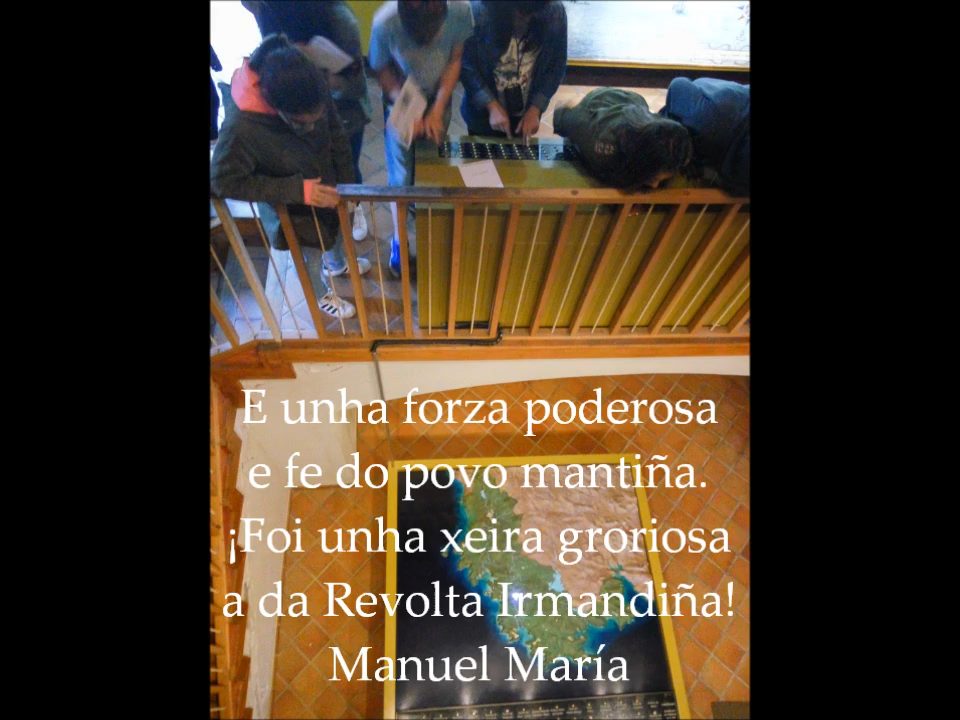 E unha forza poderosa
e fe do povo mantiña.
¡Foi unha xeira groriosa
a da Revolta Irmandiña!
Manuel María